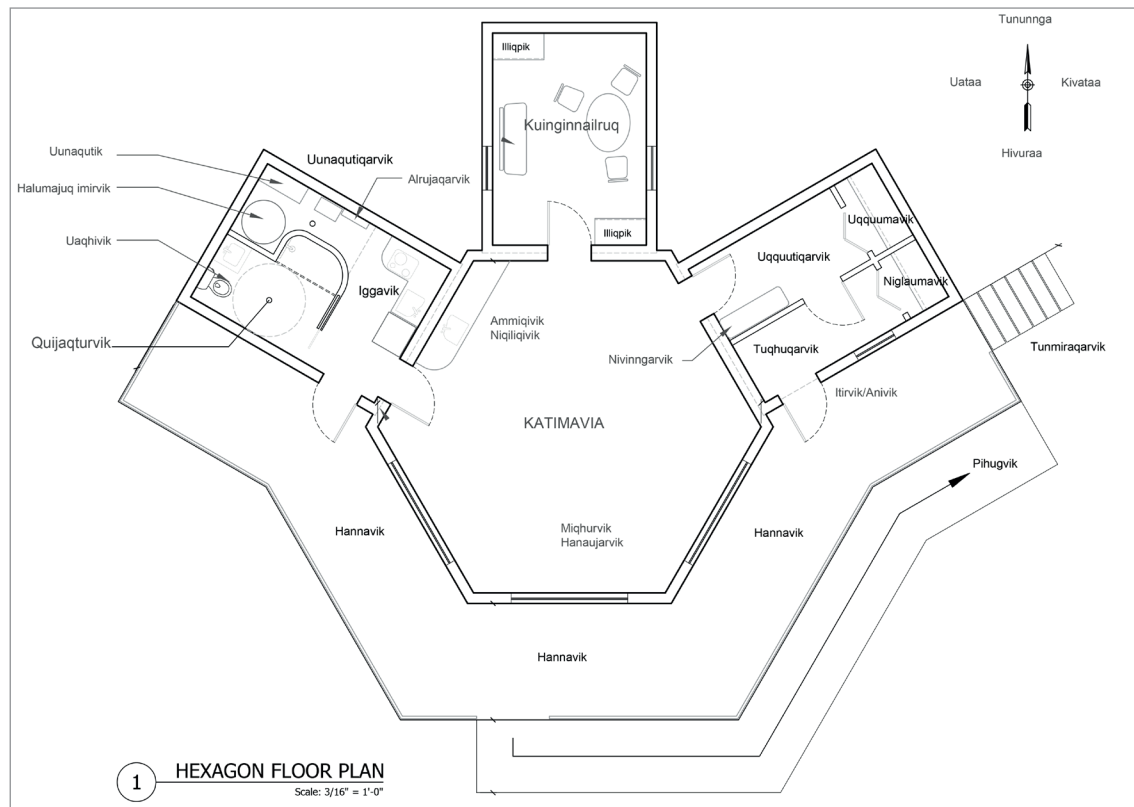 Tununnga
Uataa
Kivataa
Hivuraa
Illiqpik
Kuinginnailruq
Illiqpik
Uunaqutik
Uunaqutiqarvik
Halumajuq imirvik
Alrujaqarvik
Uaqhivik
Iggavik
Quijaqturvik
Ammiqivik
Niqiliqivik
Uqquumavik
Uqquutiqarvik
Niglaumavik
Nivinngarvik
Tuqhuqarvik
Tunmiraqarvik
Itirvik/Anivik
KATIMAVIA
Pihugvik
Hannavik
Miqhurvik
Hanaujarvik
Hannavik
Hannavik
1
HEXAGON FLOOR PLAN
Scale: 3/16" = 1'-0"